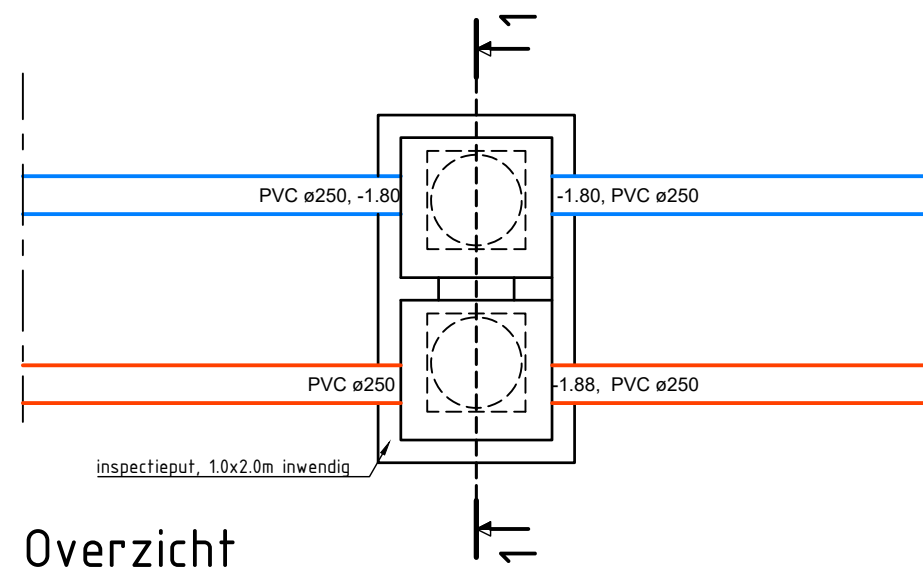 1
PVC ø250, -1.80
-1.80, PVC ø250
PVC ø250
-1.88, PVC ø250
inspectieput, 1.0x2.0m inwendig
1
Overzicht